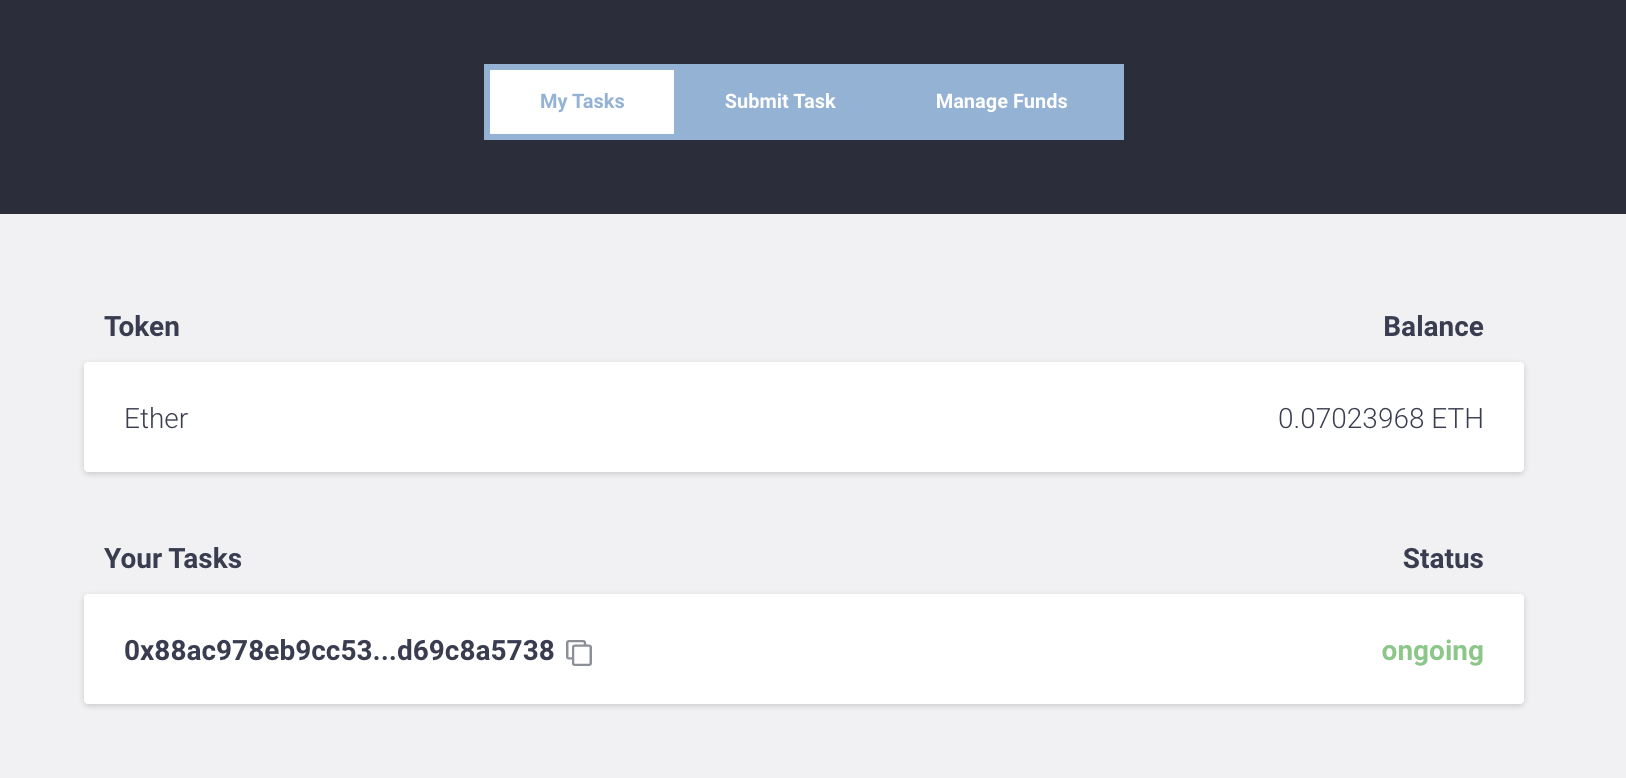 My Tasks Submit Task Manage Funds
Token Balance
Ether 0.07023968 ETH
Your Tasks Status
0x88ac978eb9cc53...d69c8a5738 ongoing